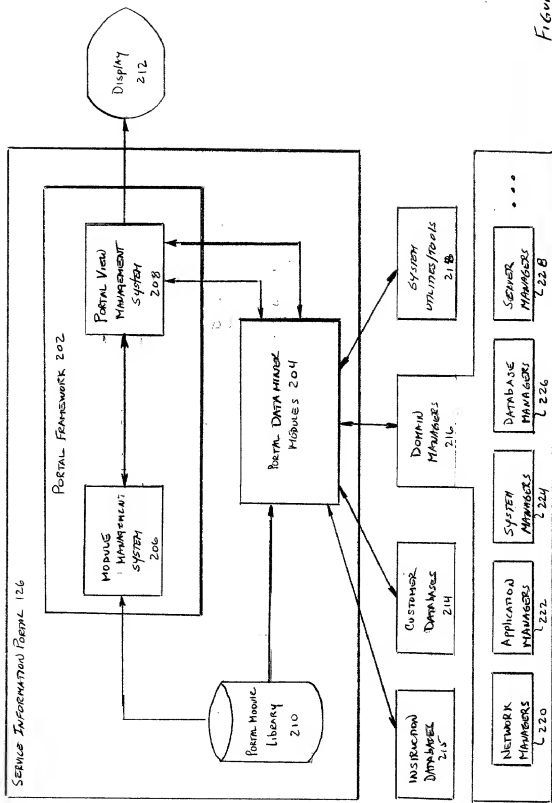 SERVICE INFORMATION PORTAL 126
PORTAL FRAMEWORK 202
MODULE
MANAGEMENT
SYSTEM
206
PORTAL VIEW
MANAGEMENT
SYSTEM
208
Display
212
PORTAL MODULE
LIBRARY
210
PORTAL DATA MINER
MODULES 204
INSTRUCTION
DATABASES
215
CUSTOMER
DATABASES
214
DOMAIN
MANAGERS
216
SYSTEM
UTILITIES/TOOLS
218
NETWORK
MANAGERS
220
APPLICATION
MANAGERS
222
SYSTEM
MANAGERS
224
DATABASE
MANAGERS
226
SERVER
MANAGERS
228
...